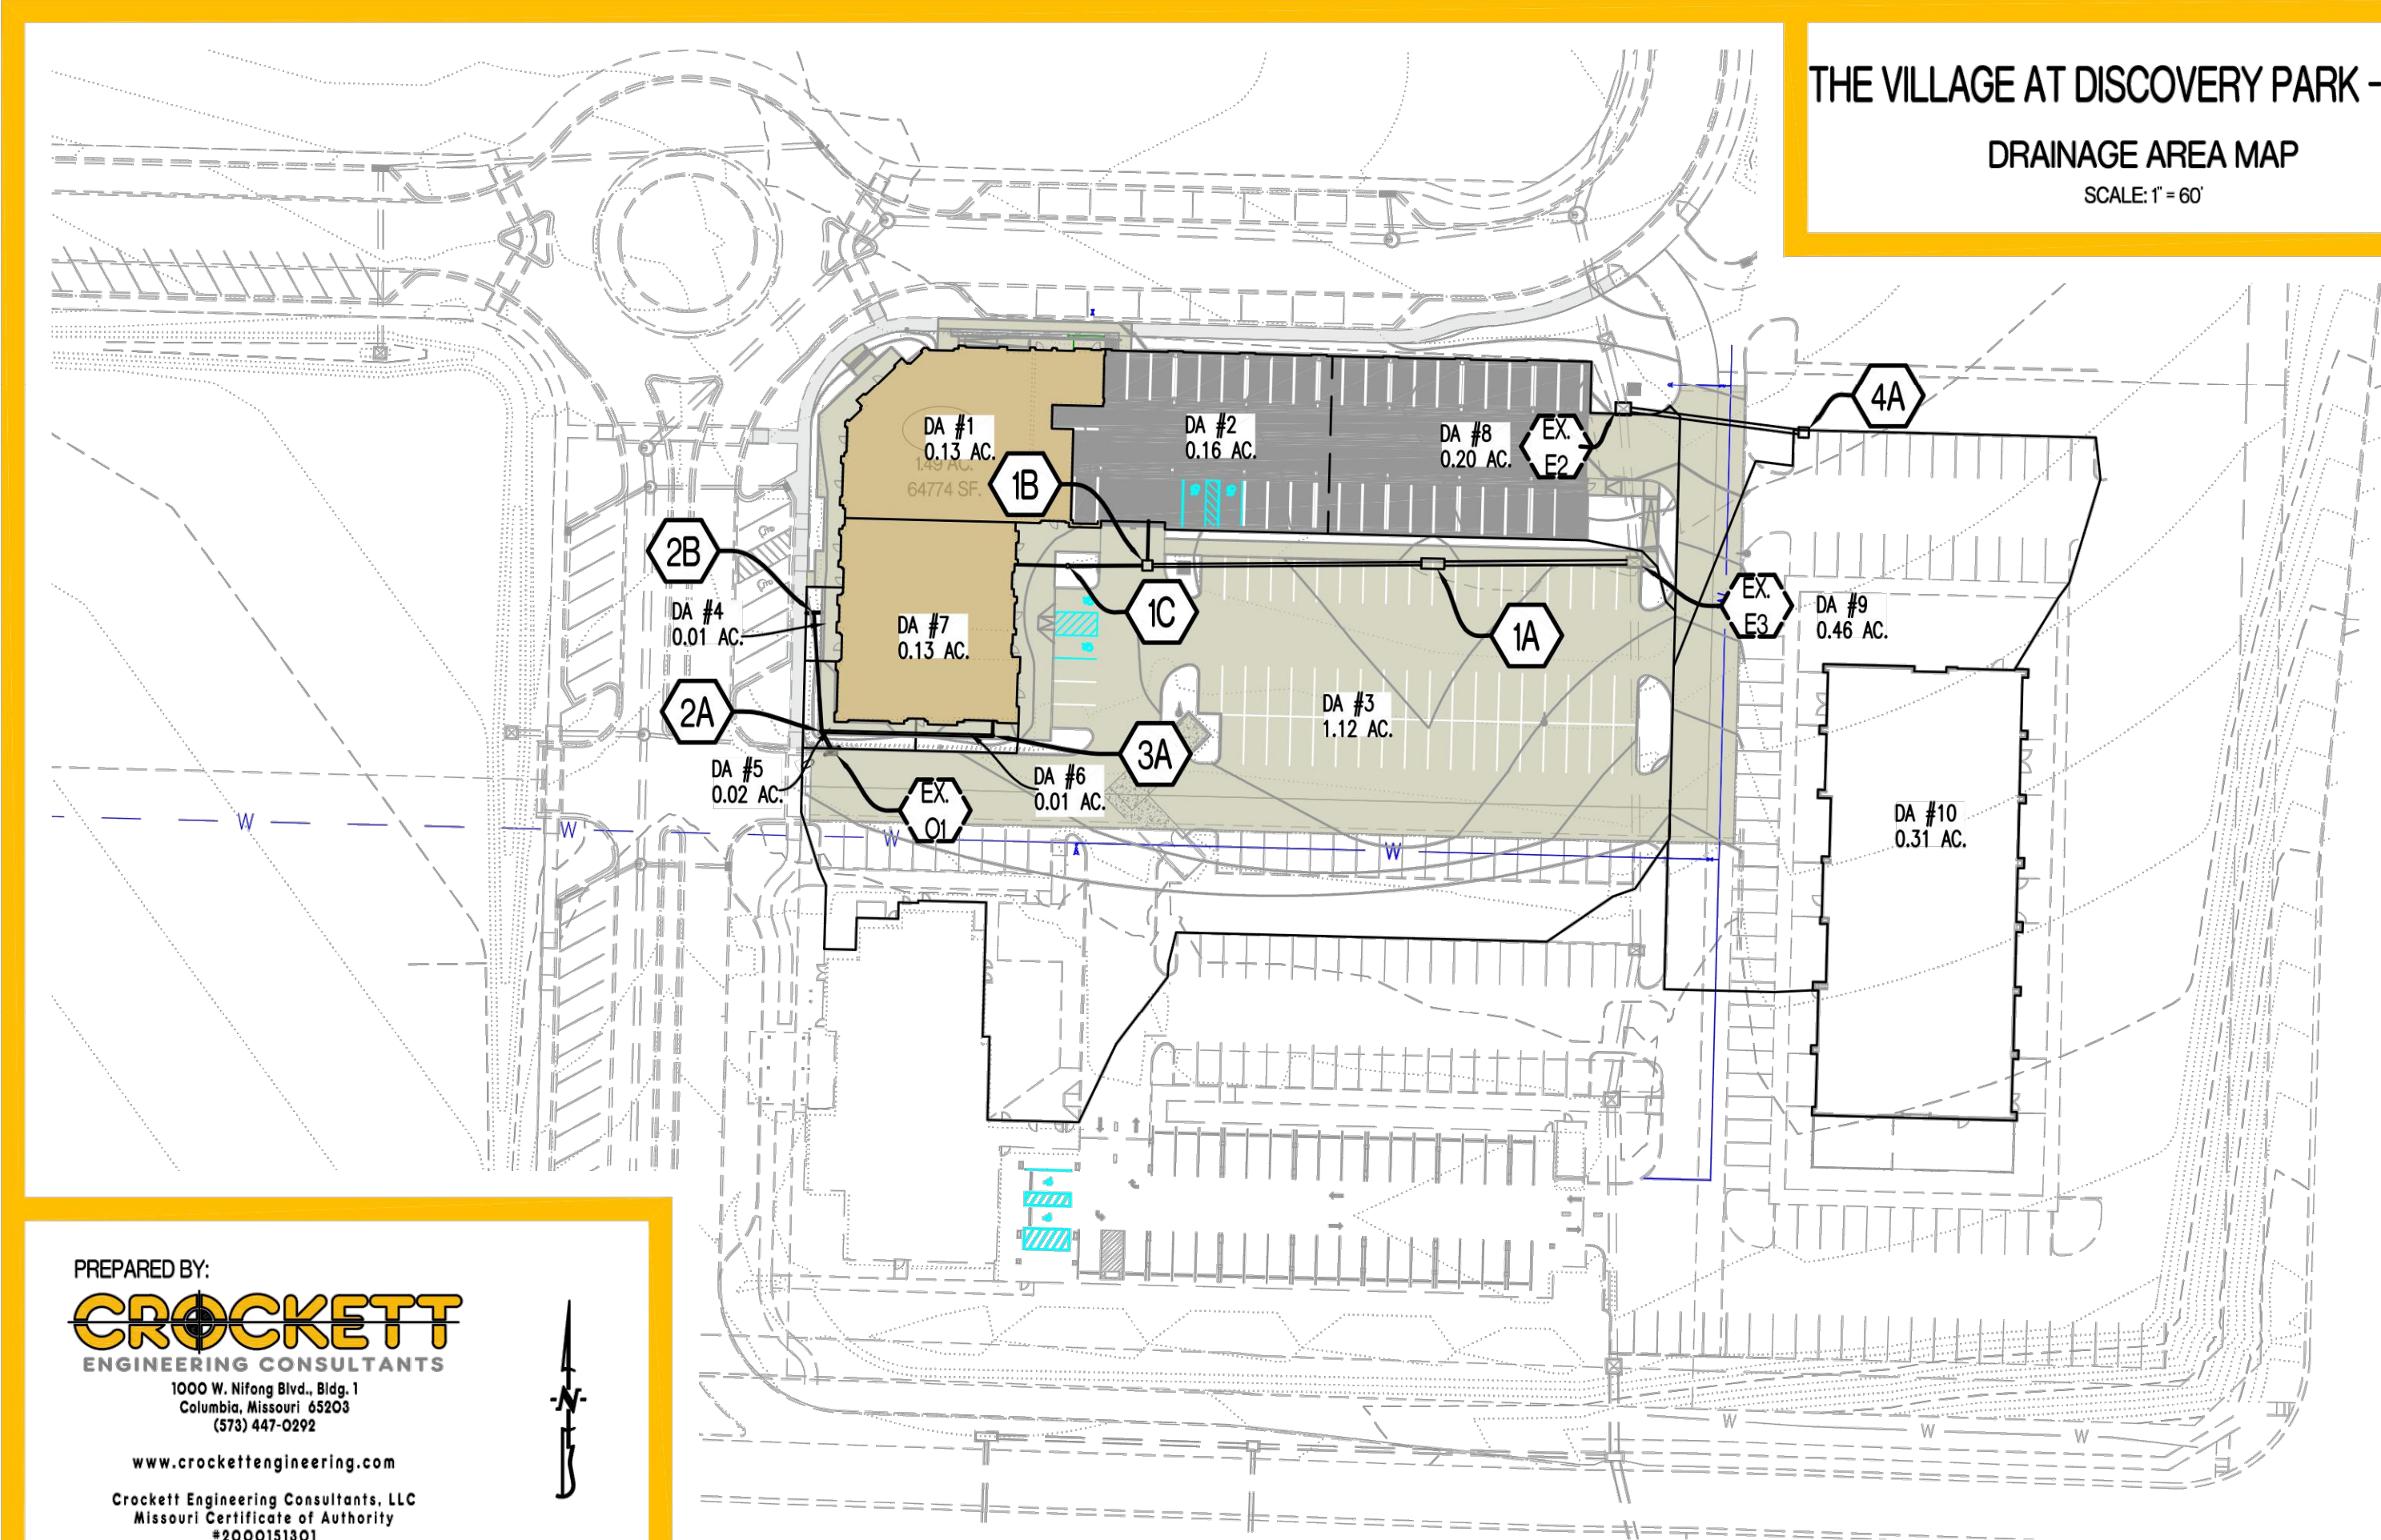 THE VILLAGE AT DISCOVERY PARK -
DRAINAGE AREA MAP
SCALE: 1" = 60'
4A
DA #1
0.13 AC.
1.49 AC.
64774 SF.
DA #2
0.16 AC.
DA #8
0.20 AC.
EX.
E2
1B
2B
DA #4
0.01 AC.
DA #7
0.13 AC.
1C
1A
EX.
E3
DA #9
0.46 AC.
2A
3A
DA #3
1.12 AC.
DA #5
0.02 AC.
DA #6
0.01 AC.
EX.
O1
DA #10
0.31 AC.
W
W
W
W
W
W
W
PREPARED BY:
CROCKETT
ENGINEERING CONSULTANTS
1000 W. Nifong Blvd., Bldg. 1
Columbia, Missouri 65203
(573) 447-0292
www.crockettengineering.com
Crockett Engineering Consultants, LLC
Missouri Certificate of Authority
#2000151301
N